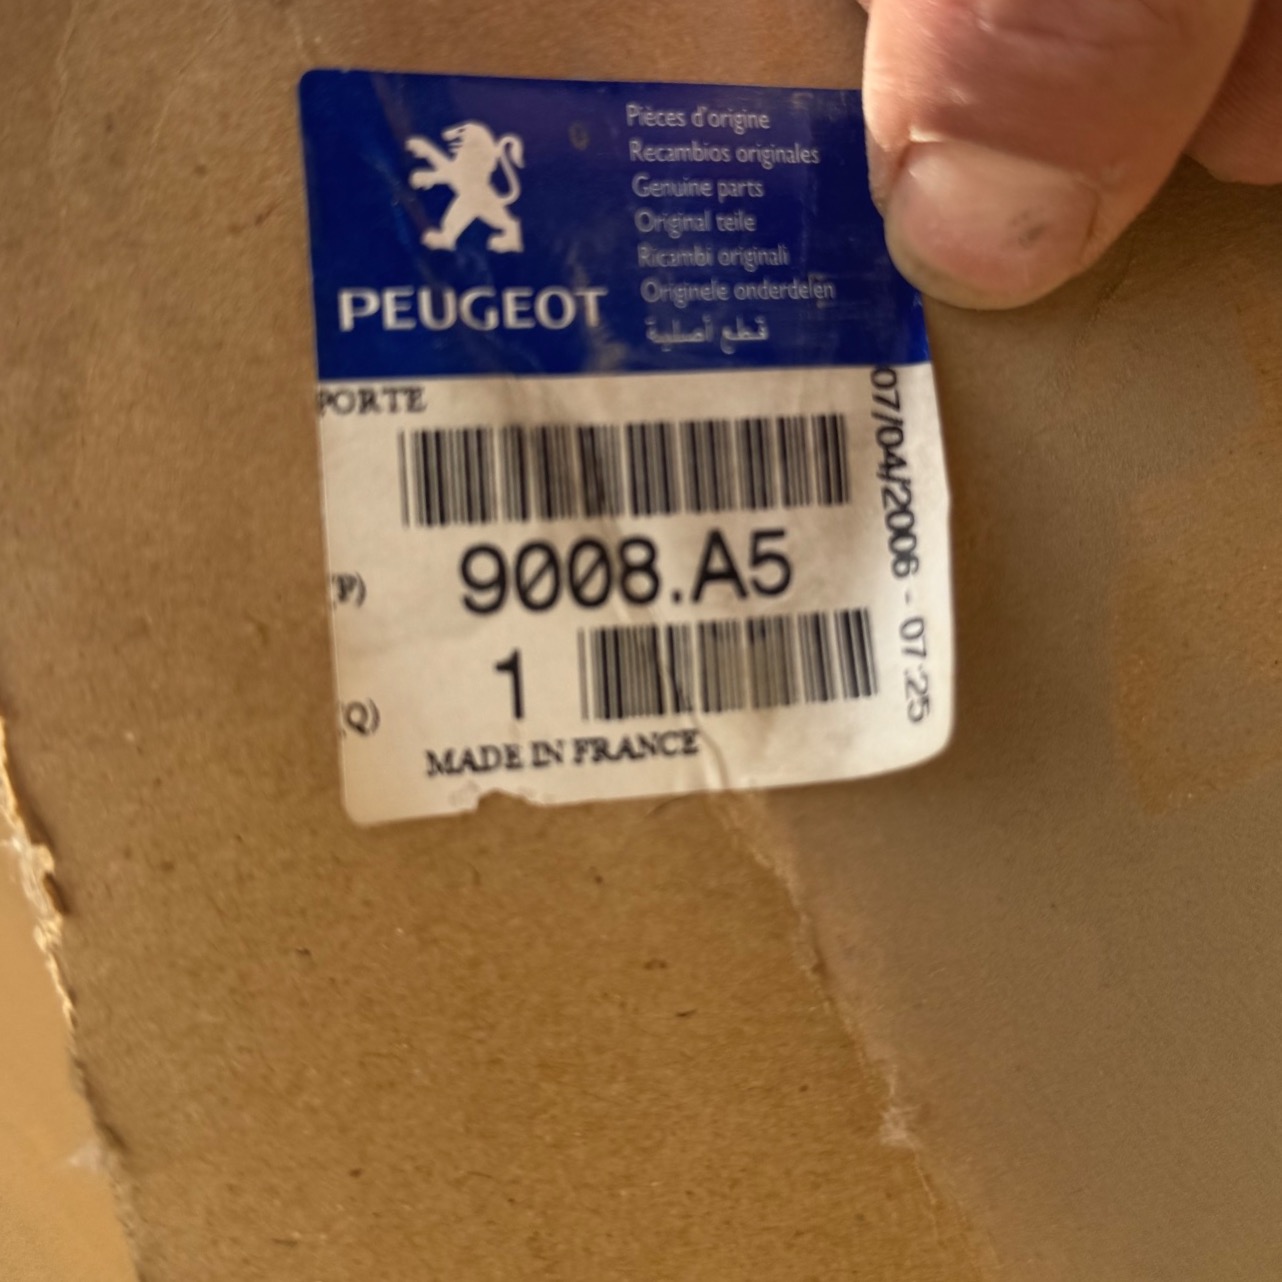 Pièces d'origine
Recambios originales
Genuine parts
Original teile
Ricambi originali
Originele onderdelen
قطع أصلية
PEUGEOT
PORTE
9008.A5
(P)
1
(Q)
MADE IN FRANCE
07/04/2006 - 07:25